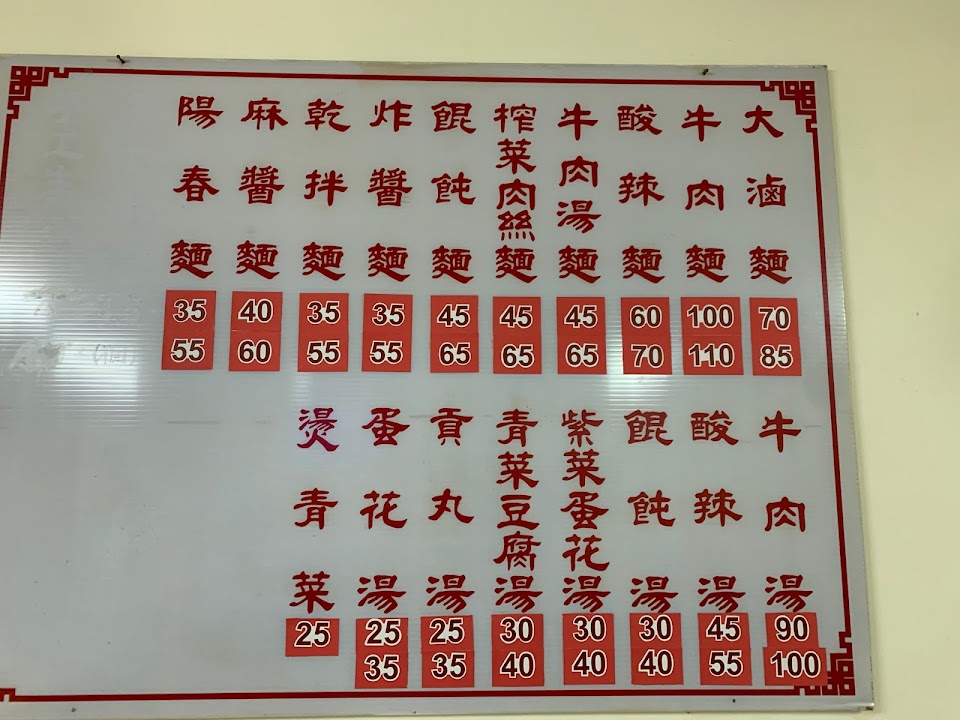 大滷麵 70 85
牛肉麵 100 110
酸辣麵 60 70
牛肉湯麵 45 65
榨菜肉絲麵 45 65
餛飩麵 45 65
炸醬麵 35 55
乾拌麵 35 55
麻醬麵 40 60
陽春麵 35 55
牛肉湯 90 100
酸辣湯 45 55
餛飩湯 30 40
紫菜蛋花湯 30 40
青菜豆腐湯 30 40
貢丸湯 25 35
蛋花湯 25 35
燙青菜 25